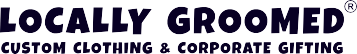 LOCALLY GROOMED®
CUSTOM CLOTHING & CORPORATE GIFTING